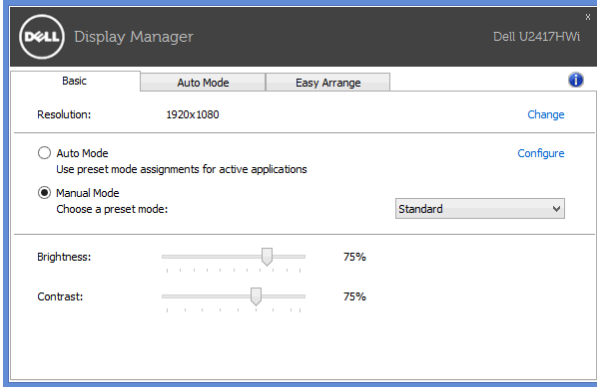 x
DELL Display Manager Dell U2417HWi
Basic Auto Mode Easy Arrange i
Resolution: 1920x1080 Change
Auto Mode Configure
Use preset mode assignments for active applications
Manual Mode
Choose a preset mode: Standard
Brightness: 75%
Contrast: 75%